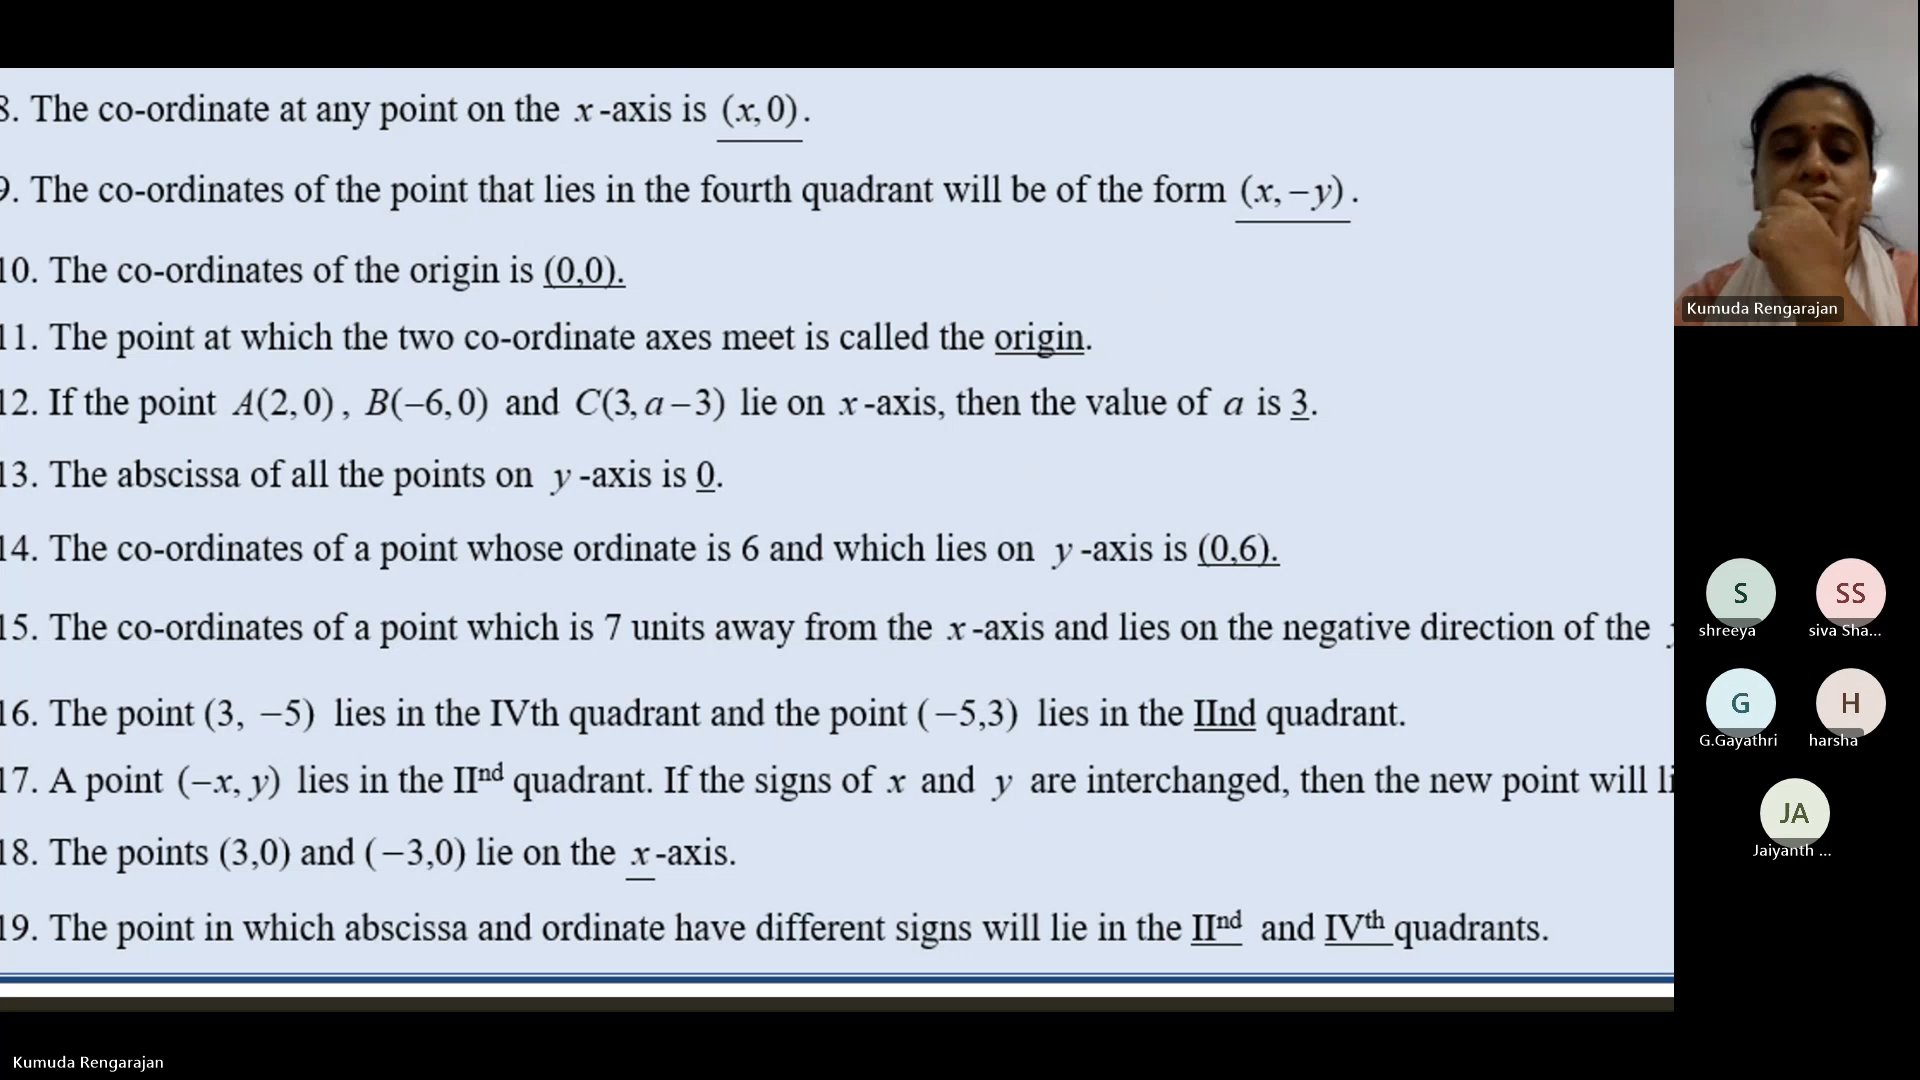 8. The co-ordinate at any point on the x-axis is (x, 0).
9. The co-ordinates of the point that lies in the fourth quadrant will be of the form (x, −y).
10. The co-ordinates of the origin is (0,0).
11. The point at which the two co-ordinate axes meet is called the origin.
12. If the point A(2,0), B(−6,0) and C(3, a−3) lie on x-axis, then the value of a is 3.
13. The abscissa of all the points on y-axis is 0.
14. The co-ordinates of a point whose ordinate is 6 and which lies on y-axis is (0,6).
15. The co-ordinates of a point which is 7 units away from the x-axis and lies on the negative direction of the
16. The point (3, −5) lies in the IVth quadrant and the point (−5,3) lies in the IInd quadrant.
17. A point (−x, y) lies in the IInd quadrant. If the signs of x and y are interchanged, then the new point will li
18. The points (3,0) and (−3,0) lie on the x-axis.
19. The point in which abscissa and ordinate have different signs will lie in the IInd and IVth quadrants.
Kumuda Rengarajan
S
shreeya
SS
siva Sha...
G
G.Gayathri
H
harsha
JA
Jaiyanth ...
Kumuda Rengarajan